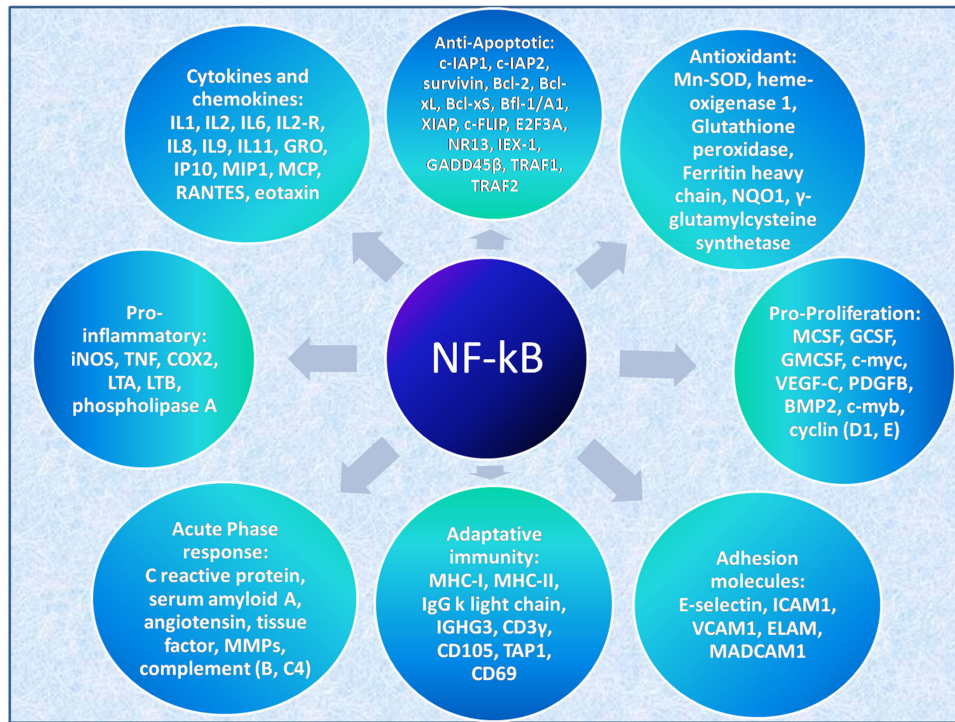 Cytokines and
chemokines:
IL1, IL2, IL6, IL2-R,
IL8, IL9, IL11, GRO,
IP10, MIP1, MCP,
RANTES, eotaxin
Anti-Apoptotic:
c-IAP1, c-IAP2,
survivin, Bcl-2, Bcl-
xL, Bcl-xS, Bfl-1/A1,
XIAP, c-FLIP, E2F3A,
NR13, IEX-1,
GADD45β, TRAF1,
TRAF2
Antioxidant:
Mn-SOD, heme-
oxigenase 1,
Glutathione
peroxidase,
Ferritin heavy
chain, NQO1, γ-
glutamylcysteine
synthetase
Pro-
inflammatory:
iNOS, TNF, COX2,
LTA, LTB,
phospholipase A
NF-kB
Pro-Proliferation:
MCSF, GCSF,
GMCSF, c-myc,
VEGF-C, PDGFB,
BMP2, c-myb,
cyclin (D1, E)
Acute Phase
response:
C reactive protein,
serum amyloid A,
angiotensin, tissue
factor, MMPs,
complement (B, C4)
Adaptative
immunity:
MHC-I, MHC-II,
IgG k light chain,
IGHG3, CD3γ,
CD105, TAP1,
CD69
Adhesion
molecules:
E-selectin, ICAM1,
VCAM1, ELAM,
MADCAM1